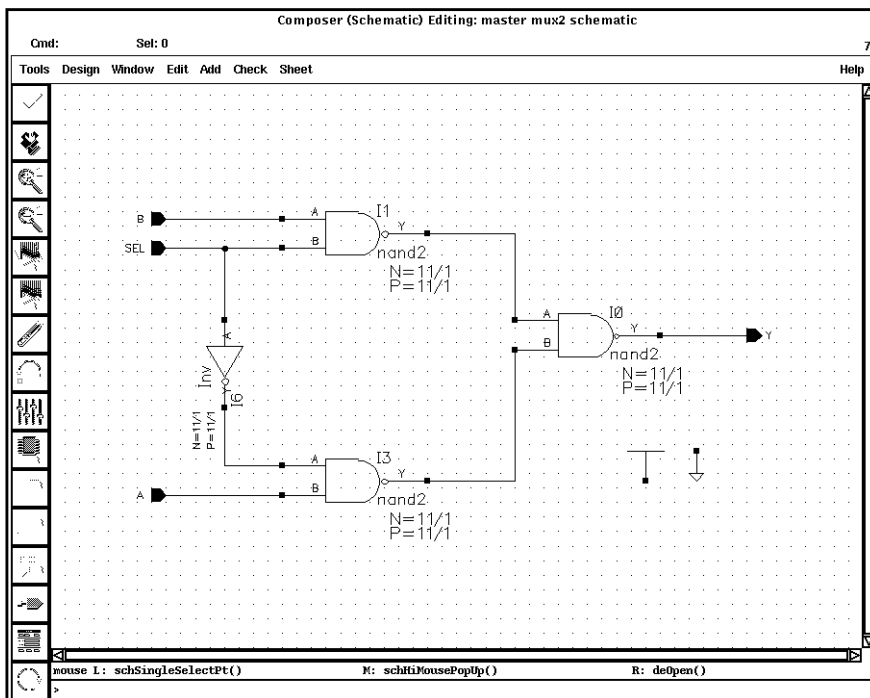 Composer (Schematic) Editing: master mux2 schematic
Cmd: Sel: 0 7
Tools Design Window Edit Add Check Sheet Help
I1
B A Y
SEL B nand2
N=11/1
P=11/1
I0
A Y Y
B nand2
N=11/1
P=11/1
A
Inv
Y
I6
N=11/1
P=11/1
I3
A Y
A B nand2
N=11/1
P=11/1
mouse L: schSingleSelectPt() M: schHiMousePopUp() R: deOpen()
>